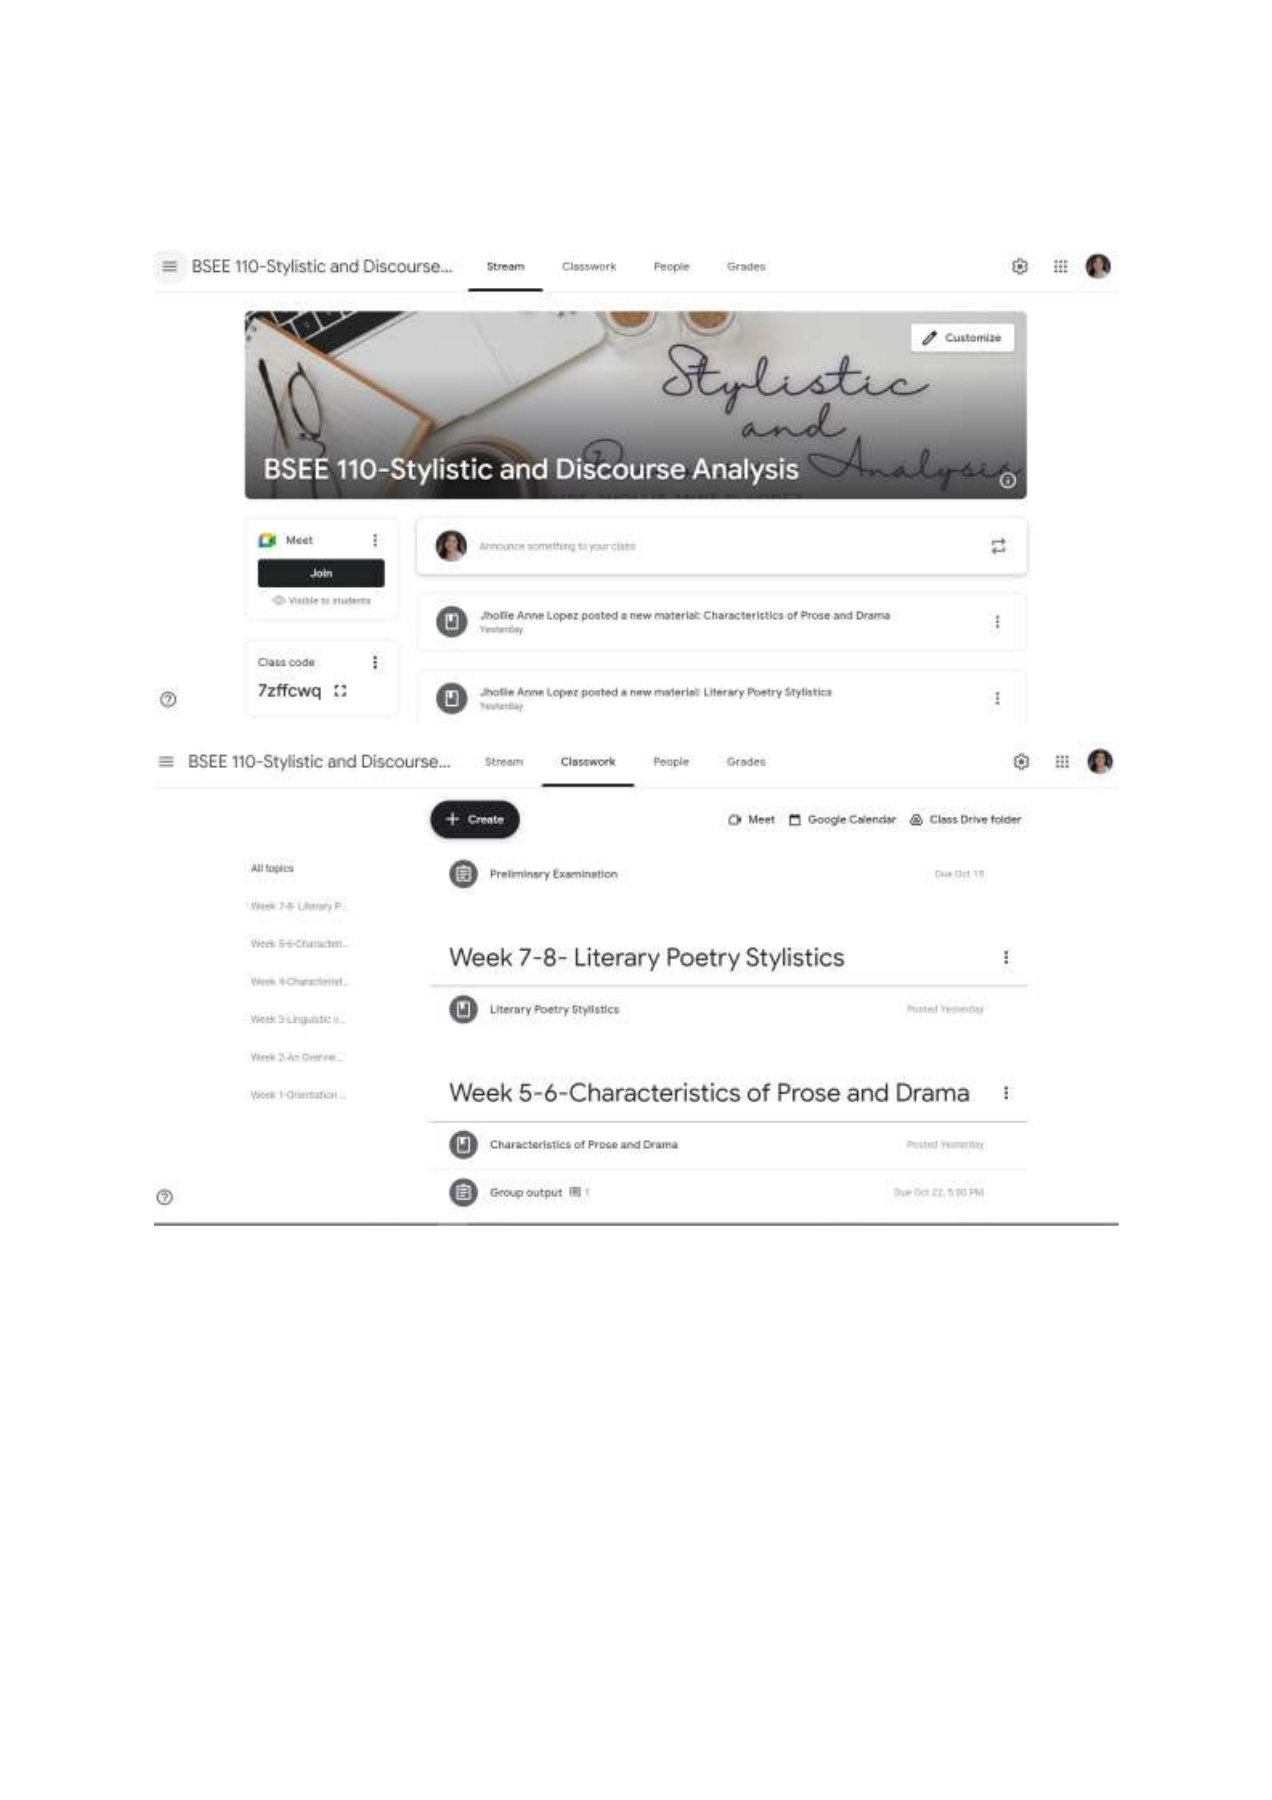 BSEE 110-Stylistic and Discourse...
Stream
Classwork
People
Grades
Customize
Stylistic
and
Analysis
BSEE 110-Stylistic and Discourse Analysis
Meet
Join
Visible to students
Class code
7zffcwq
Announce something to your class
Jhollie Anne Lopez posted a new material: Characteristics of Prose and Drama
Yesterday
Jhollie Anne Lopez posted a new material: Literary Poetry Stylistics
Yesterday
BSEE 110-Stylistic and Discourse...
Stream
Classwork
People
Grades
Create
Meet
Google Calendar
Class Drive folder
All topics
Week 7-8- Literary P...
Week 5-6-Characteri...
Week 4-Characterist...
Week 3-Linguistic v...
Week 2-An Overvie...
Week 1-Orientation ...
Preliminary Examination
Due Oct 19
Week 7-8- Literary Poetry Stylistics
Literary Poetry Stylistics
Posted Yesterday
Week 5-6-Characteristics of Prose and Drama
Characteristics of Prose and Drama
Posted Yesterday
Group output
1
Due Oct 22, 5:00 PM